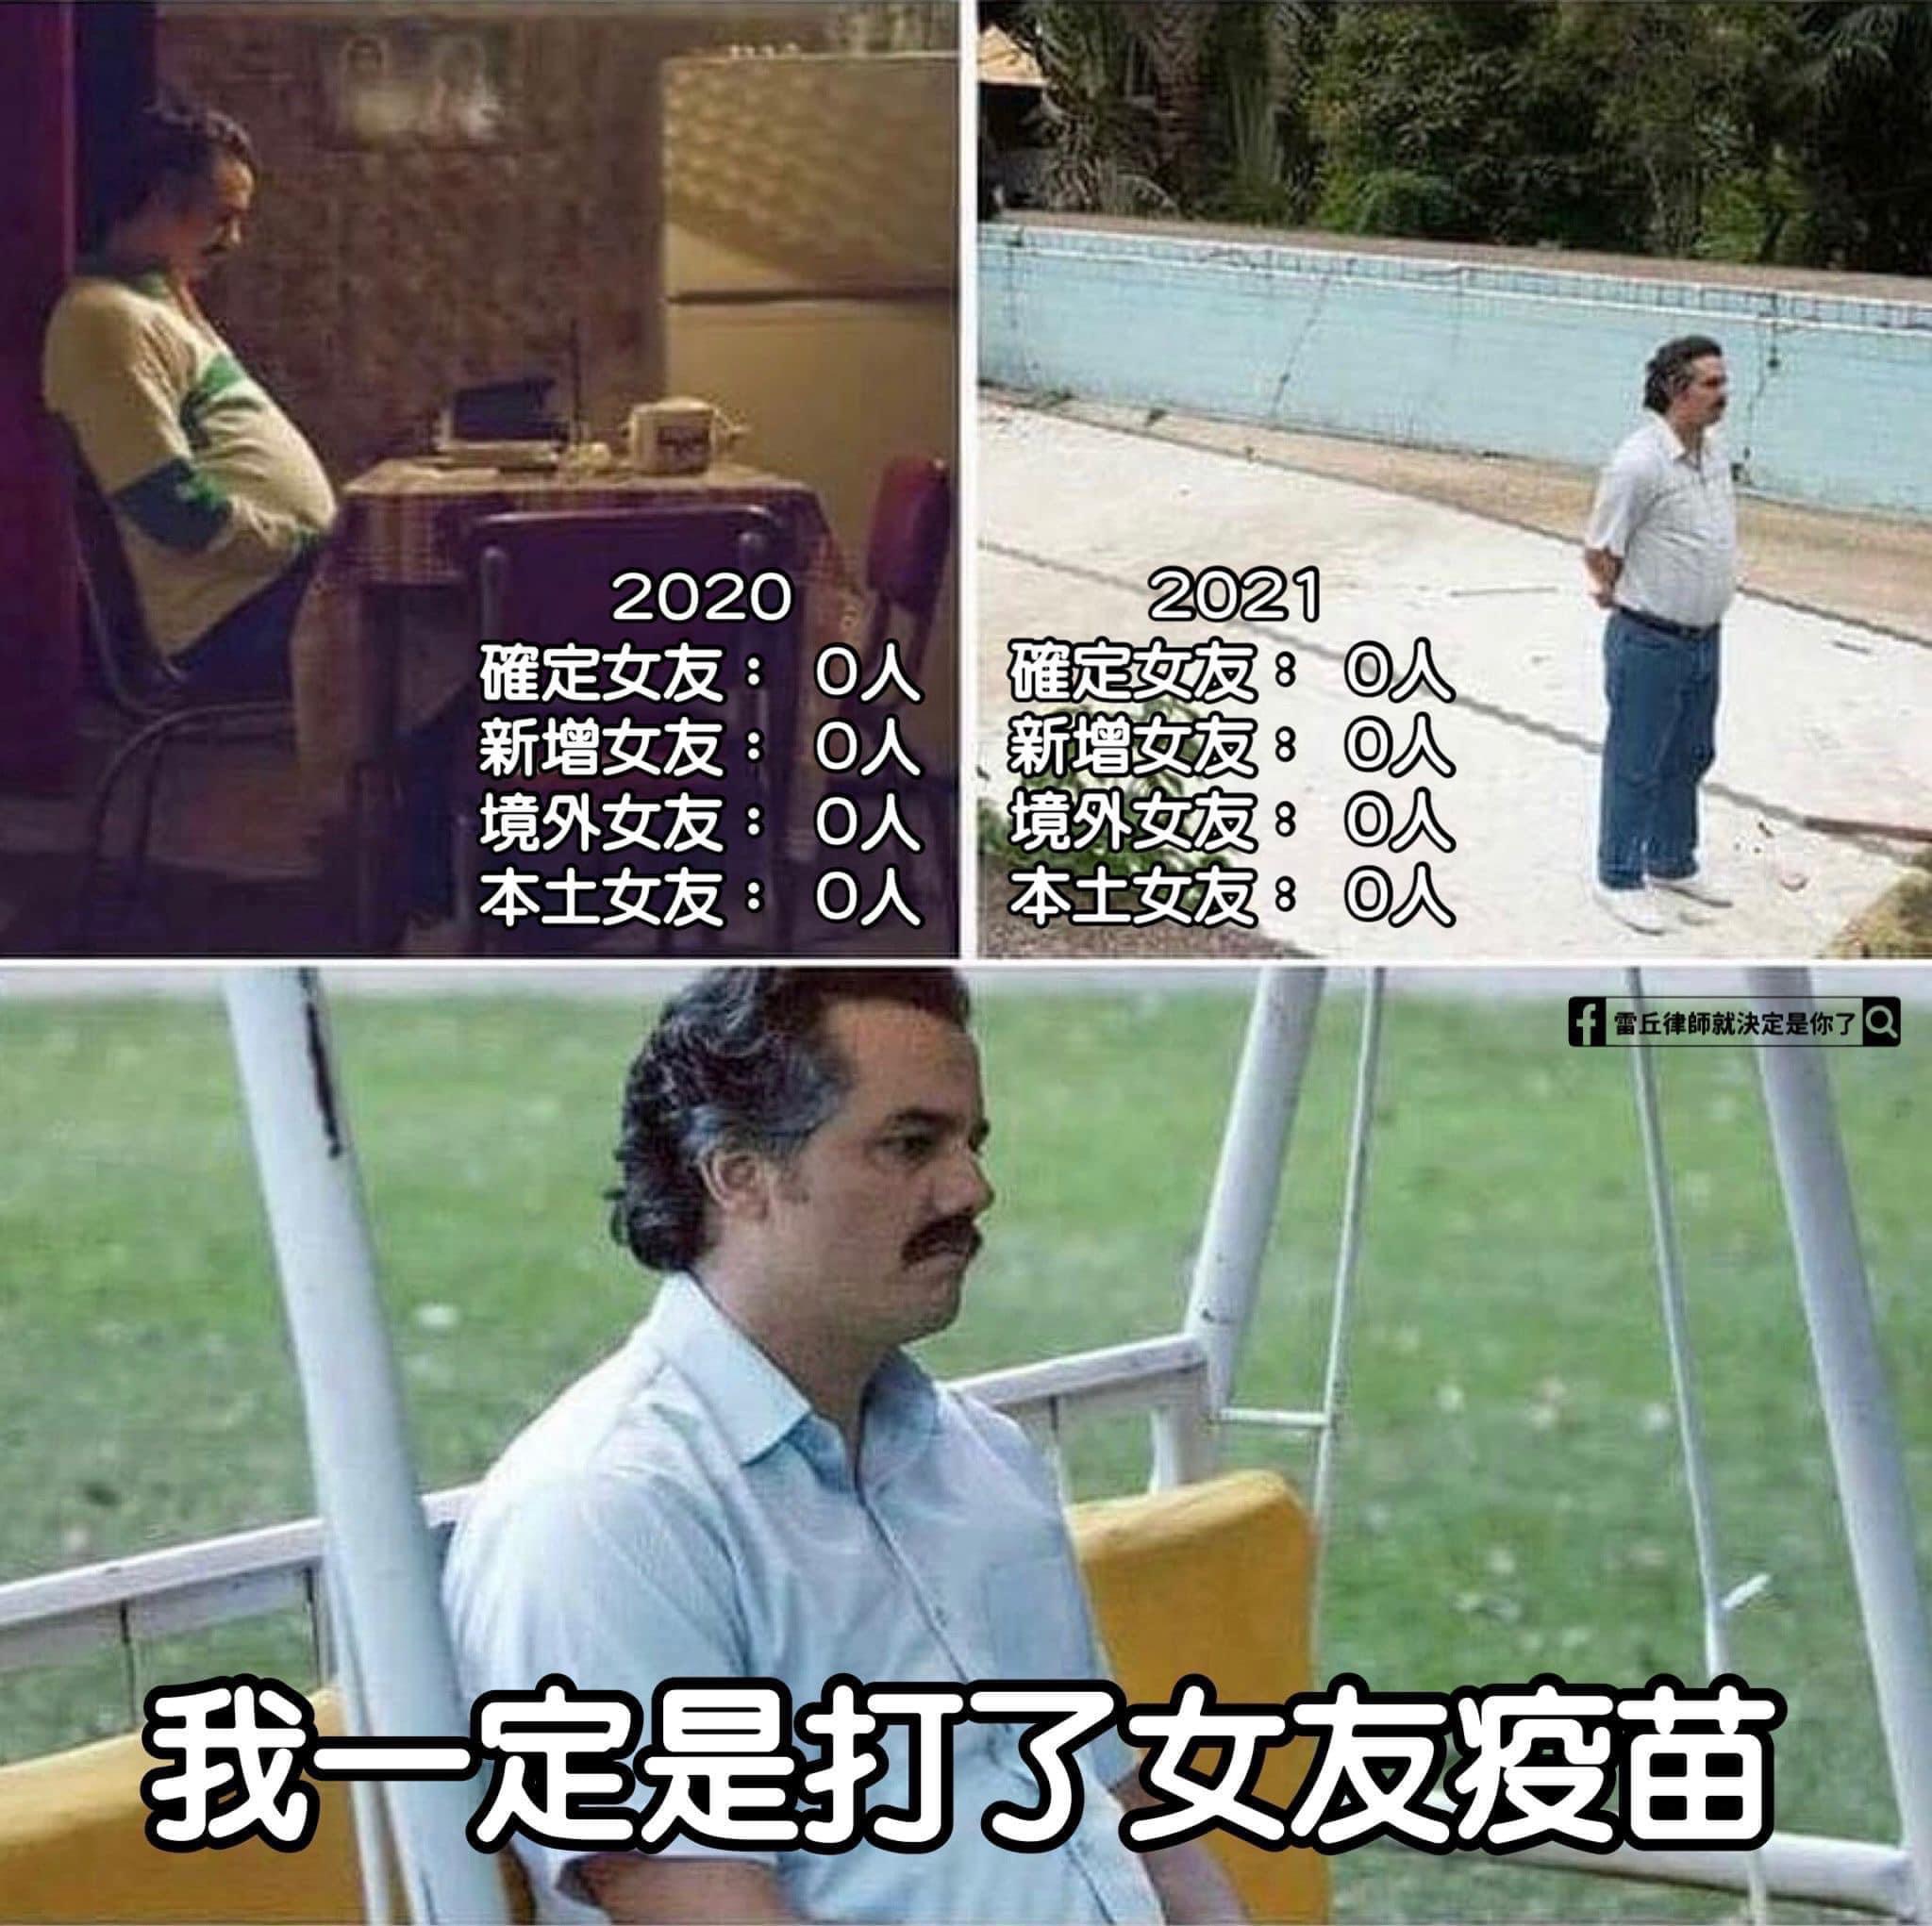 2020
確定女友： 0人
新增女友： 0人
境外女友： 0人
本土女友： 0人
2021
確定女友： 0人
新增女友： 0人
境外女友： 0人
本土女友： 0人
雷丘律師就決定是你了
我一定是打了女友疫苗